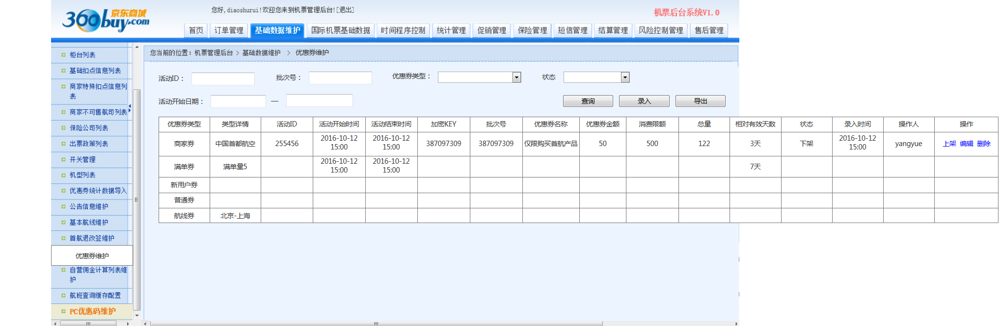 360buy.com 京东商城
您好,diaoshurui!欢迎您来到机票管理后台![退出]
机票后台系统V1.0
首页 订单管理 基础数据维护 国际机票基础数据 时间程序控制 统计管理 促销管理 保险管理 短信管理 结算管理 风险控制管理 售后管理
柜台列表
基础扣点信息列表
商家特殊扣点信息列
表
商家不可售航司列表
保险公司列表
出票政策列表
开关管理
机型列表
优惠券统计数据导入
公告信息维护
基本航线维护
首航退改签维护
优惠券维护
自营佣金计算列表维
护
航班查询缓存配置
PC优惠码维护
您当前的位置: 机票管理后台 > 基础数据维护 > 优惠券维护
活动ID： 批次号： 优惠券类型： 状态
活动开始日期： —
查询 录入 导出
优惠券类型 类型详情 活动ID 活动开始时间 活动结束时间 加密KEY 批次号 优惠券名称 优惠券金额 消费限额 总量 相对有效天数 状态 录入时间 操作人 操作
商家券 中国首都航空 255456 2016-10-12 15:00 2016-10-12 15:00 387097309 387097309 仅限购买首航产品 50 500 122 3天 下架 2016-10-12 15:00 yangyue 上架 编辑 删除
满单券 满单量5 2016-10-12 15:00 2016-10-12 15:00 7天
新用户券
普通券
航线券 北京-上海